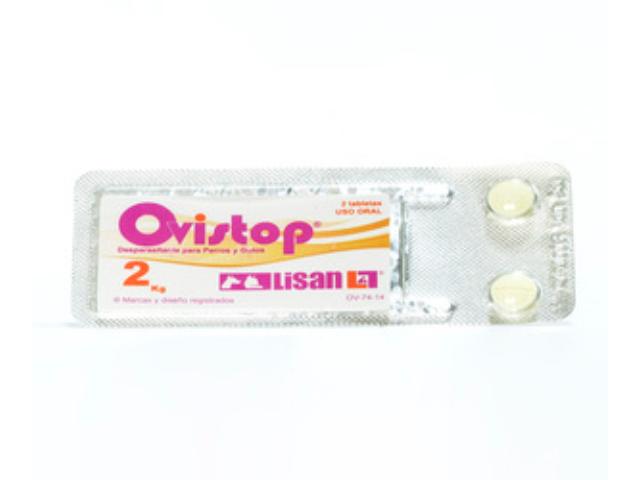 Ovistop®
2 tabletas
USO ORAL
Desparasitante para Perros y Gatos
2 Kg
LISAN
® Marcas y diseño registrados
OV-74-14